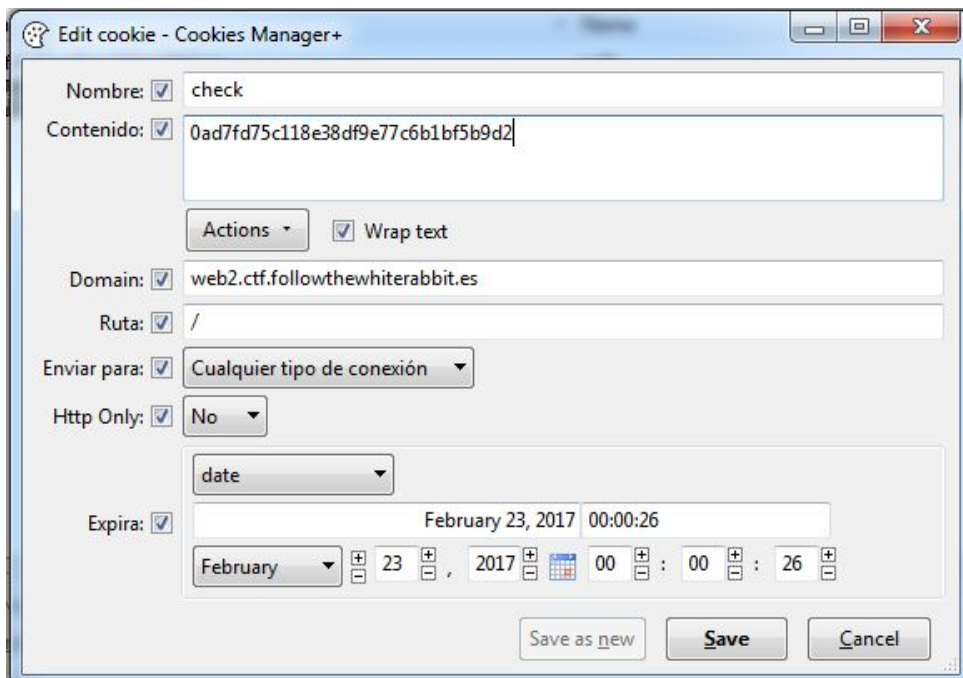 Edit cookie - Cookies Manager+
Nombre: check
Contenido: 0ad7fd75c118e38df9e77c6b1bf5b9d2
Actions Wrap text
Domain: web2.ctf.followthewhiterabbit.es
Ruta: /
Enviar para: Cualquier tipo de conexión
Http Only: No
date
Expira: February 23, 2017 00:00:26
February 23 , 2017 00 : 00 : 26
Save as new Save Cancel